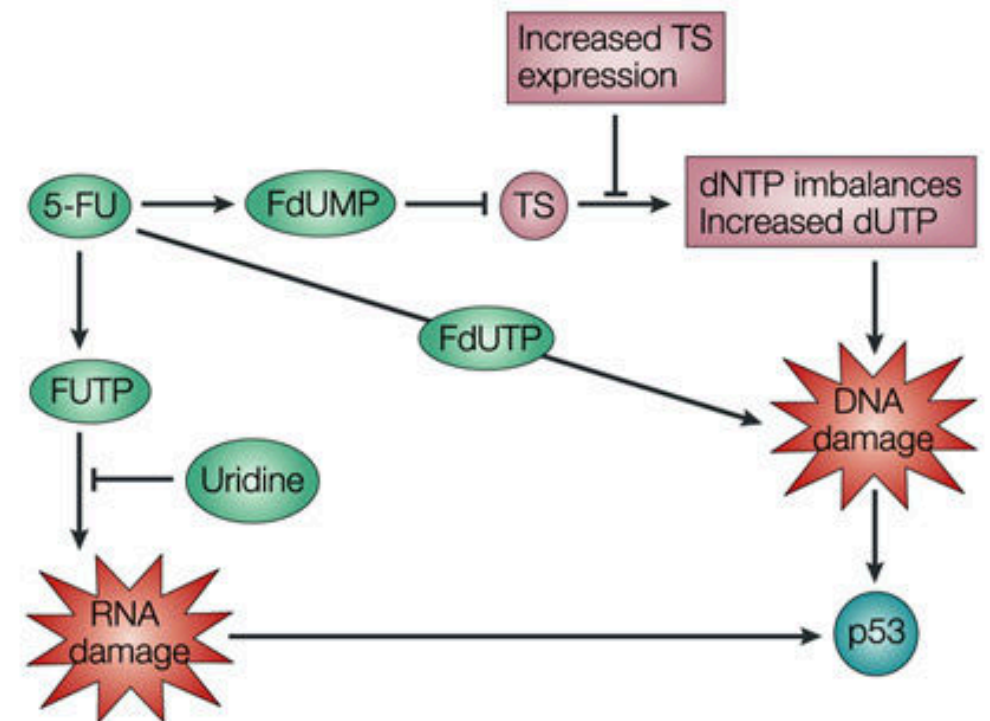 Increased TS
expression
5-FU
FdUMP
TS
dNTP imbalances
Increased dUTP
FdUTP
FUTP
DNA
damage
Uridine
RNA
damage
p53